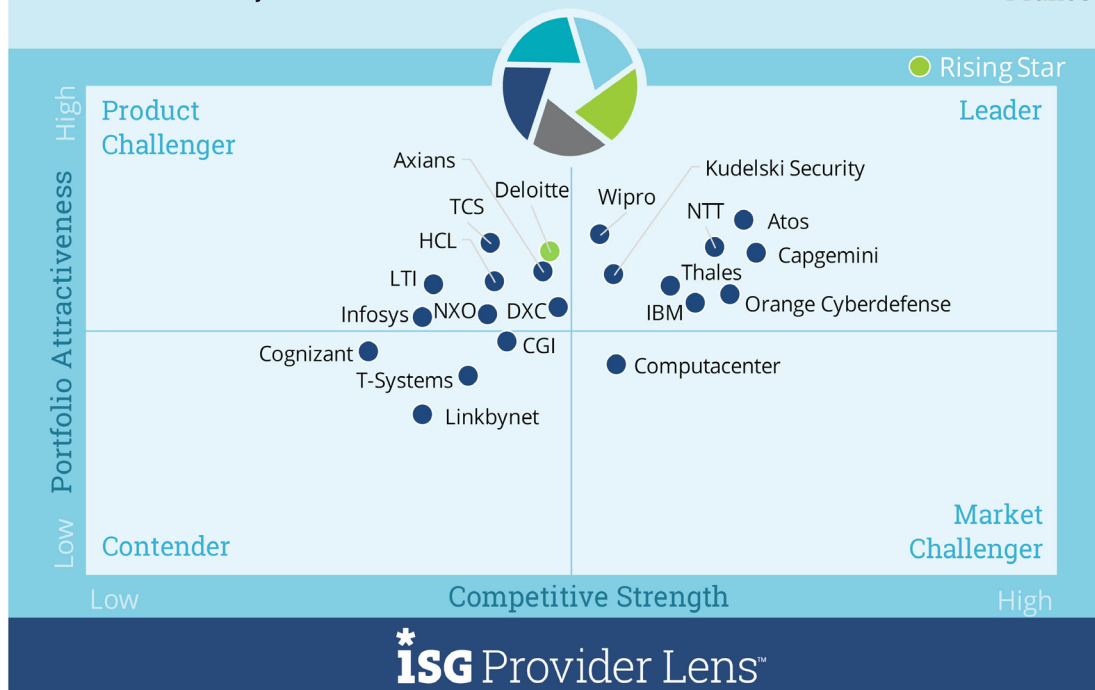 Rising Star
High
Product
Challenger
Leader
Axians
Kudelski Security
Deloitte
Wipro
TCS
NTT
Atos
HCL
Capgemini
LTI
Thales
Infosys
NXO
DXC
IBM
Orange Cyberdefense
Cognizant
CGI
T-Systems
Computacenter
Linkbynet
Portfolio Attractiveness
Low
Contender
Market
Challenger
Low
Competitive Strength
High
*iSG Provider Lens™